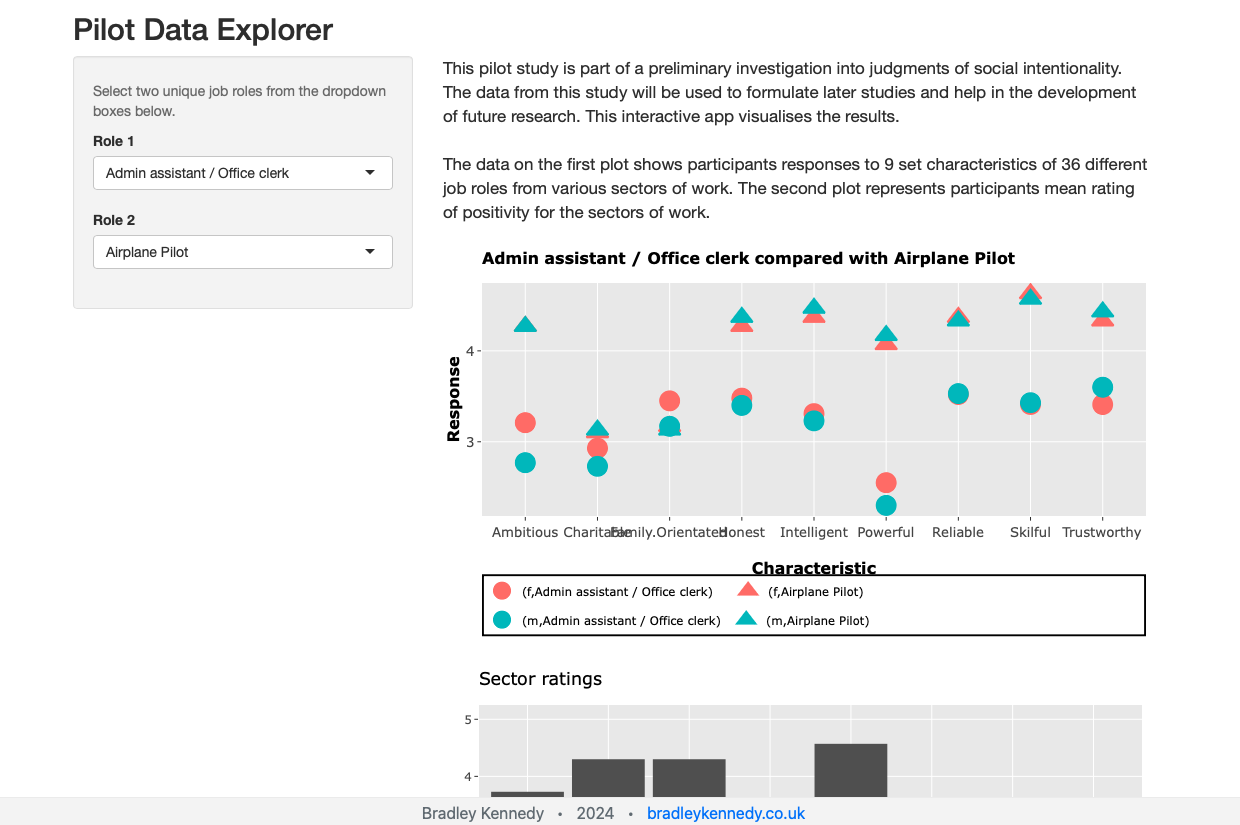 Pilot Data Explorer
Select two unique job roles from the dropdown
boxes below.
Role 1
Admin assistant / Office clerk
Role 2
Airplane Pilot
This pilot study is part of a preliminary investigation into judgments of social intentionality.
The data from this study will be used to formulate later studies and help in the development
of future research. This interactive app visualises the results.
The data on the first plot shows participants responses to 9 set characteristics of 36 different
job roles from various sectors of work. The second plot represents participants mean rating
of positivity for the sectors of work.
Admin assistant / Office clerk compared with Airplane Pilot
Response
4
3
Ambitious Charitable Family.Orientated Honest Intelligent Powerful Reliable Skilful Trustworthy
Characteristic
(f,Admin assistant / Office clerk) (f,Airplane Pilot)
(m,Admin assistant / Office clerk) (m,Airplane Pilot)
Sector ratings
5
4
Bradley Kennedy • 2024 • bradleykennedy.co.uk